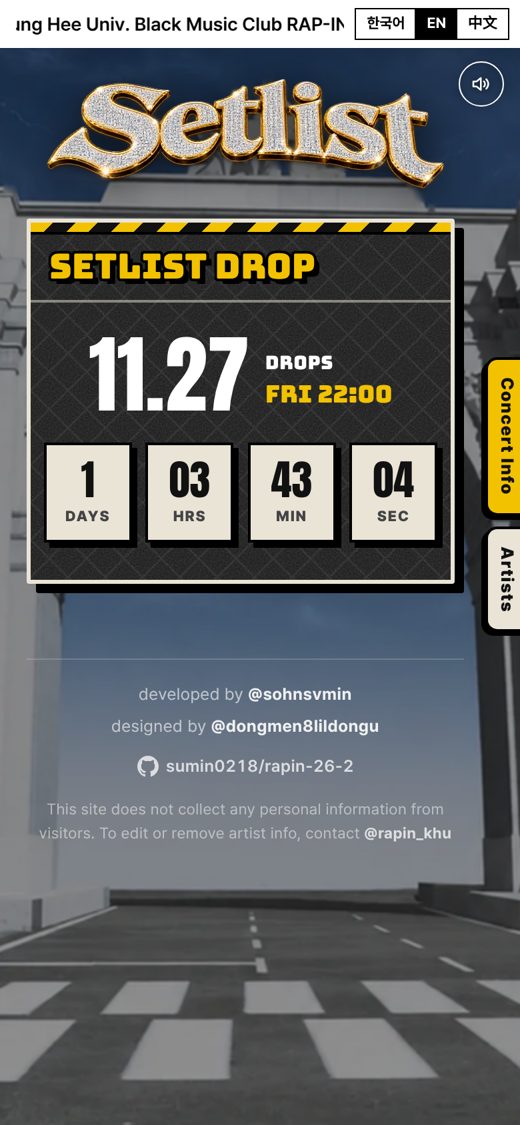 ung Hee Univ. Black Music Club RAP-IN
한국어
EN
中文
Setlist
SETLIST DROP
11.27
DROPS
FRI 22:00
1
DAYS
03
HRS
43
MIN
04
SEC
Concert Info
Artists
developed by @sohnsvmin
designed by @dongmen8lildongu
sumin0218/rapin-26-2
This site does not collect any personal information from
visitors. To edit or remove artist info, contact @rapin_khu